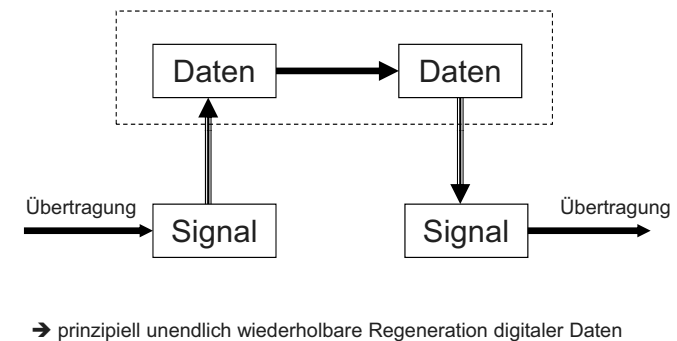 Daten
Daten
Übertragung
Signal
Signal
Übertragung
➔ prinzipiell unendlich wiederholbare Regeneration digitaler Daten